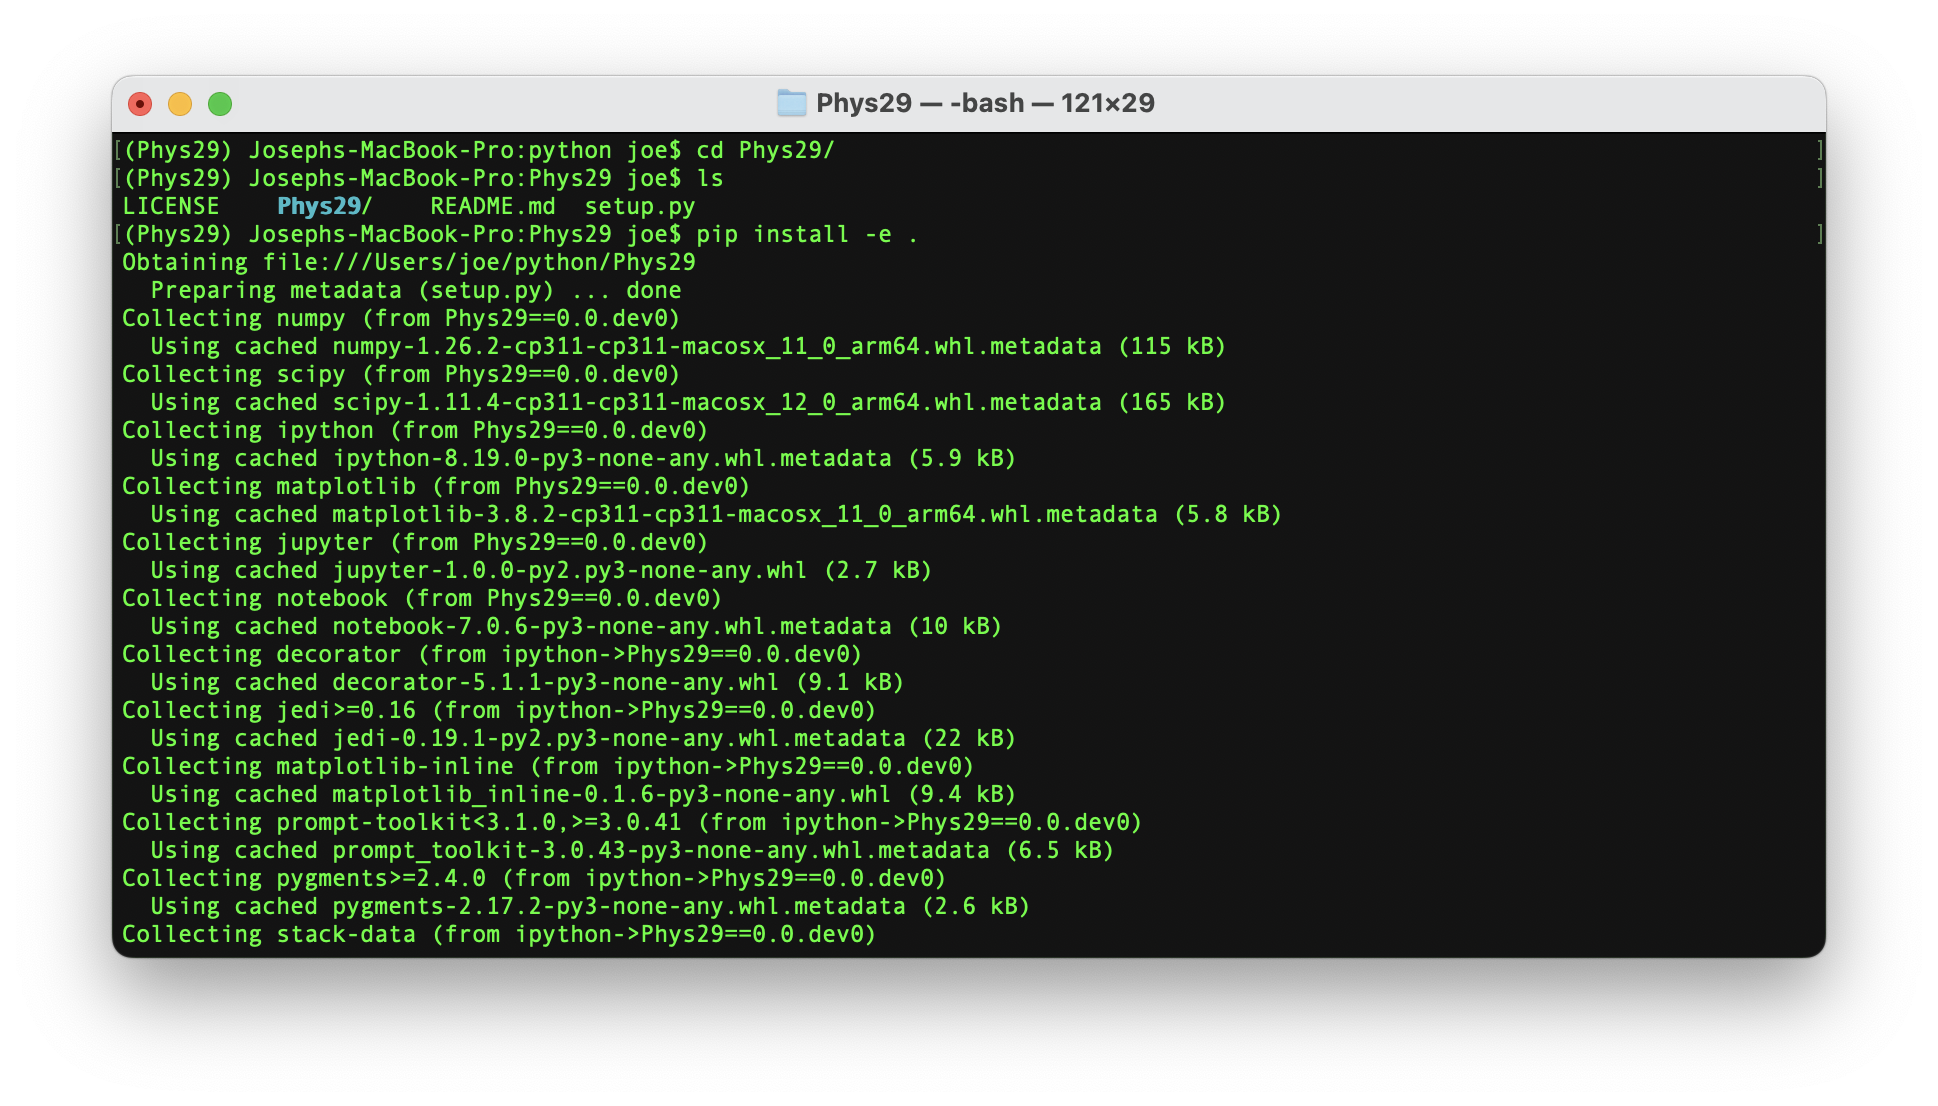 Phys29 — -bash — 121×29
[(Phys29) Josephs-MacBook-Pro:python joe$ cd Phys29/ ]
[(Phys29) Josephs-MacBook-Pro:Phys29 joe$ ls ]
LICENSE    Phys29/    README.md  setup.py
[(Phys29) Josephs-MacBook-Pro:Phys29 joe$ pip install -e . ]
Obtaining file:///Users/joe/python/Phys29
  Preparing metadata (setup.py) ... done
Collecting numpy (from Phys29==0.0.dev0)
  Using cached numpy-1.26.2-cp311-cp311-macosx_11_0_arm64.whl.metadata (115 kB)
Collecting scipy (from Phys29==0.0.dev0)
  Using cached scipy-1.11.4-cp311-cp311-macosx_12_0_arm64.whl.metadata (165 kB)
Collecting ipython (from Phys29==0.0.dev0)
  Using cached ipython-8.19.0-py3-none-any.whl.metadata (5.9 kB)
Collecting matplotlib (from Phys29==0.0.dev0)
  Using cached matplotlib-3.8.2-cp311-cp311-macosx_11_0_arm64.whl.metadata (5.8 kB)
Collecting jupyter (from Phys29==0.0.dev0)
  Using cached jupyter-1.0.0-py2.py3-none-any.whl (2.7 kB)
Collecting notebook (from Phys29==0.0.dev0)
  Using cached notebook-7.0.6-py3-none-any.whl.metadata (10 kB)
Collecting decorator (from ipython->Phys29==0.0.dev0)
  Using cached decorator-5.1.1-py3-none-any.whl (9.1 kB)
Collecting jedi>=0.16 (from ipython->Phys29==0.0.dev0)
  Using cached jedi-0.19.1-py2.py3-none-any.whl.metadata (22 kB)
Collecting matplotlib-inline (from ipython->Phys29==0.0.dev0)
  Using cached matplotlib_inline-0.1.6-py3-none-any.whl (9.4 kB)
Collecting prompt-toolkit<3.1.0,>=3.0.41 (from ipython->Phys29==0.0.dev0)
  Using cached prompt_toolkit-3.0.43-py3-none-any.whl.metadata (6.5 kB)
Collecting pygments>=2.4.0 (from ipython->Phys29==0.0.dev0)
  Using cached pygments-2.17.2-py3-none-any.whl.metadata (2.6 kB)
Collecting stack-data (from ipython->Phys29==0.0.dev0)